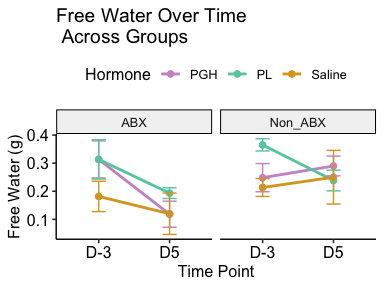 Free Water Over Time
Across Groups
Hormone PGH PL Saline
ABX Non_ABX
Free Water (g)
0.4
0.3
0.2
0.1
D-3 D5 D-3 D5
Time Point